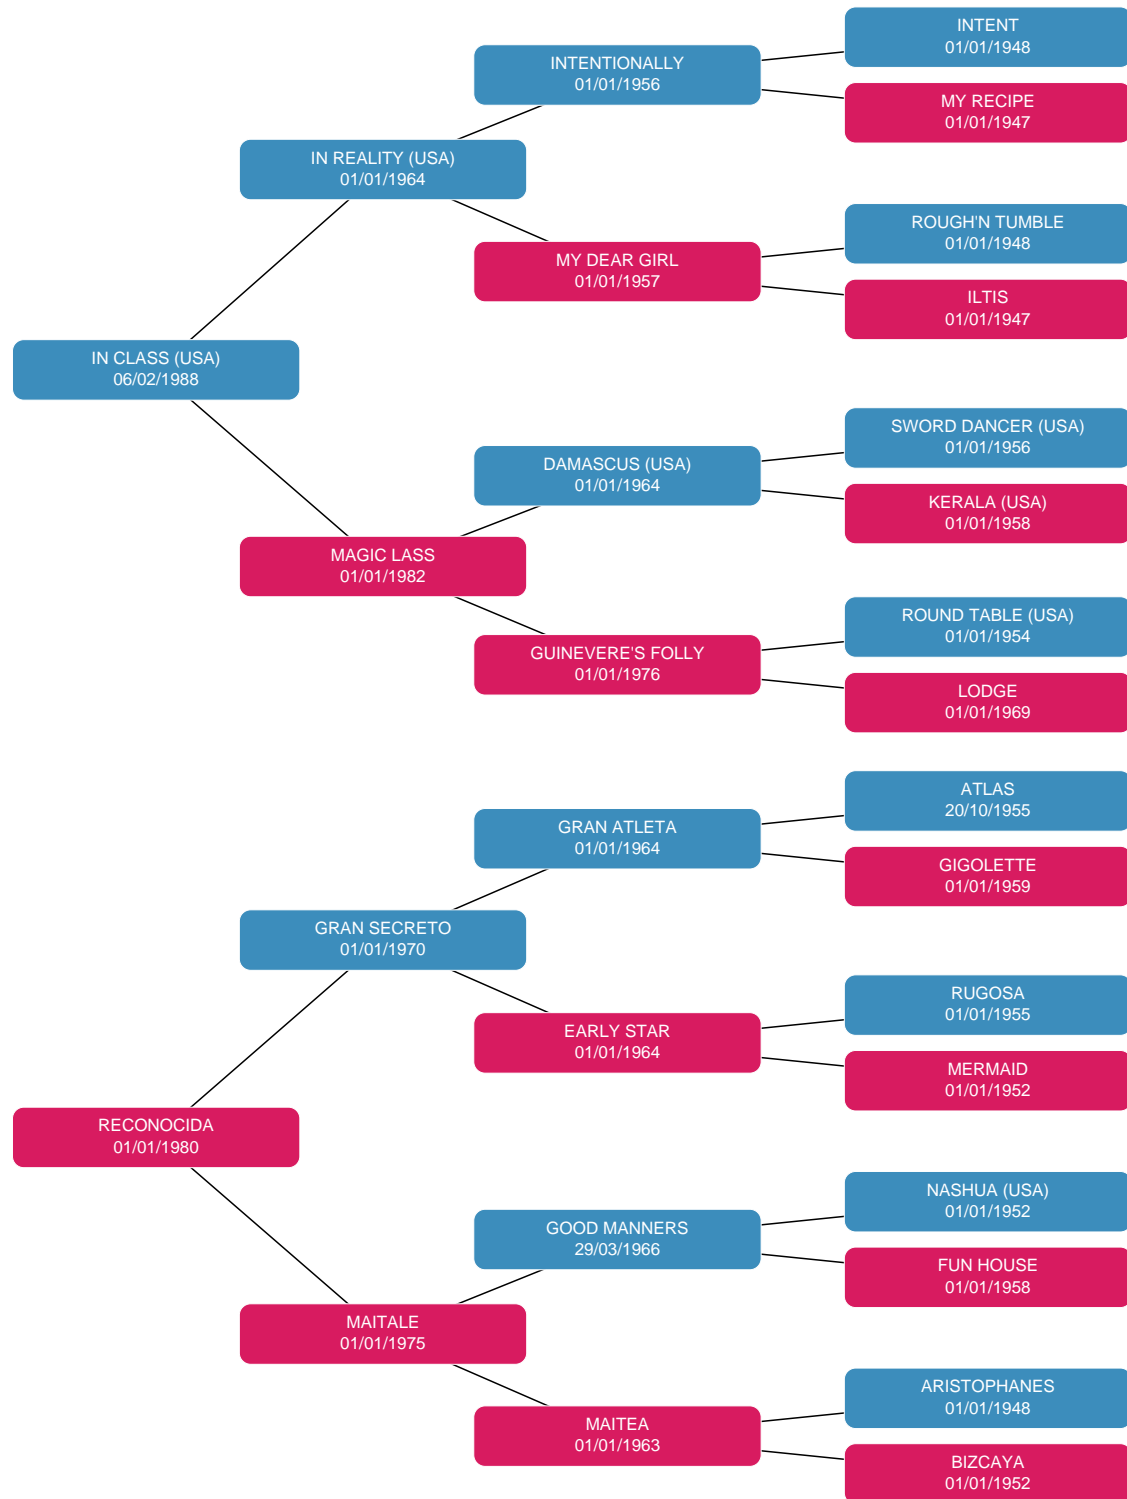 INTENT
01/01/1948
INTENTIONALLY
01/01/1956
MY RECIPE
01/01/1947
IN REALITY (USA)
01/01/1964
ROUGH'N TUMBLE
01/01/1948
MY DEAR GIRL
01/01/1957
ILTIS
01/01/1947
IN CLASS (USA)
06/02/1988
SWORD DANCER (USA)
01/01/1956
DAMASCUS (USA)
01/01/1964
KERALA (USA)
01/01/1958
MAGIC LASS
01/01/1982
ROUND TABLE (USA)
01/01/1954
GUINEVERE'S FOLLY
01/01/1976
LODGE
01/01/1969
ATLAS
20/10/1955
GRAN ATLETA
01/01/1964
GIGOLETTE
01/01/1959
GRAN SECRETO
01/01/1970
RUGOSA
01/01/1955
EARLY STAR
01/01/1964
MERMAID
01/01/1952
RECONOCIDA
01/01/1980
NASHUA (USA)
01/01/1952
GOOD MANNERS
29/03/1966
FUN HOUSE
01/01/1958
MAITALE
01/01/1975
ARISTOPHANES
01/01/1948
MAITEA
01/01/1963
BIZCAYA
01/01/1952